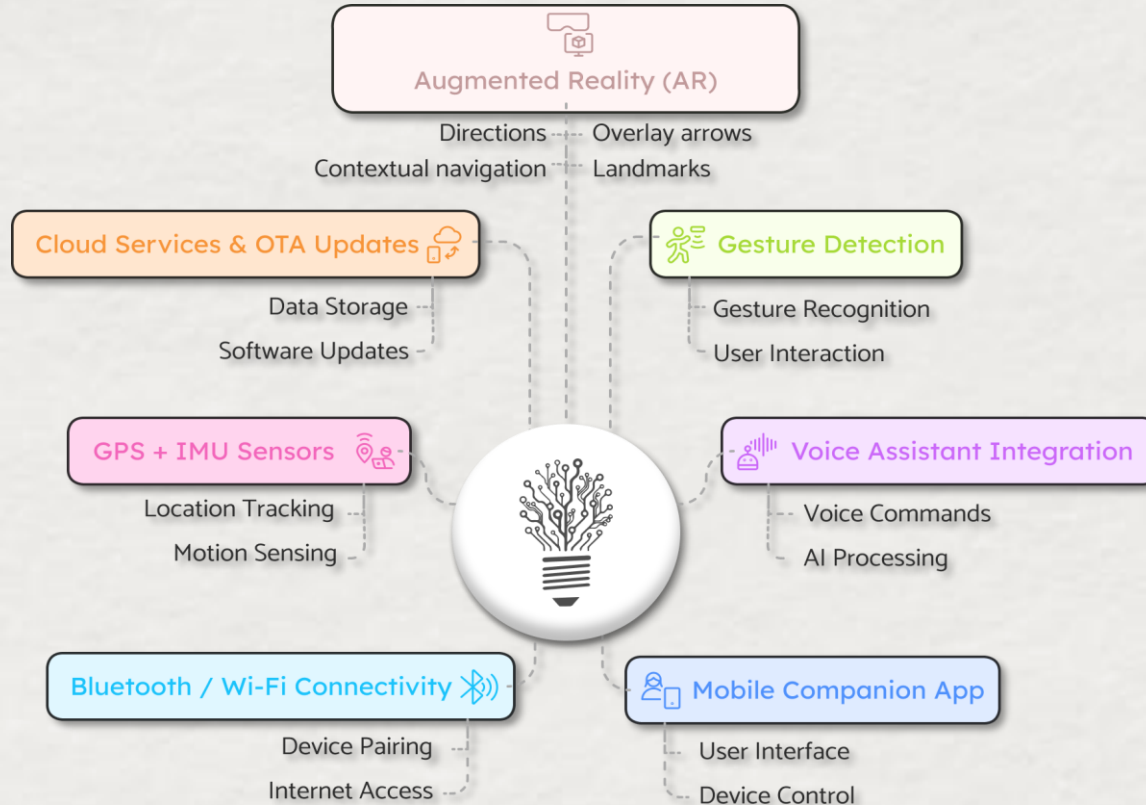 Augmented Reality (AR)
Directions
Overlay arrows
Contextual navigation
Landmarks
Cloud Services & OTA Updates
Data Storage
Software Updates
Gesture Detection
Gesture Recognition
User Interaction
GPS + IMU Sensors
Location Tracking
Motion Sensing
Voice Assistant Integration
Voice Commands
AI Processing
Bluetooth / Wi-Fi Connectivity
Device Pairing
Internet Access
Mobile Companion App
User Interface
Device Control